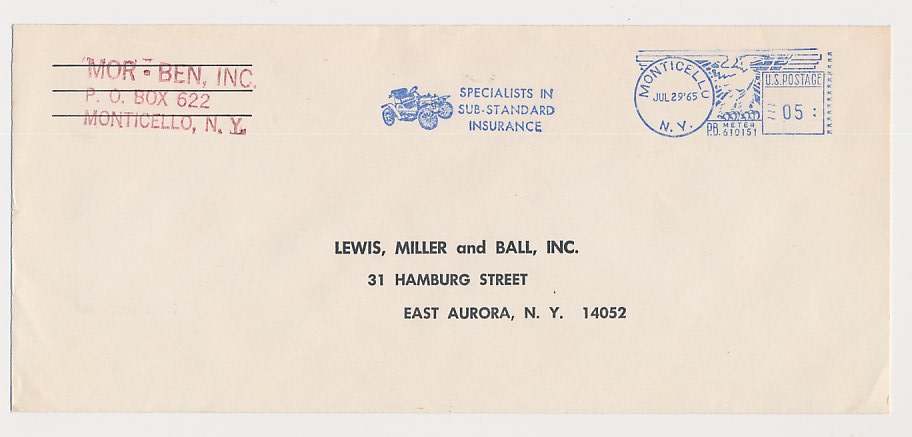 "MOR - BEN, INC.
P. O. BOX 622
MONTICELLO, N. Y.
SPECIALISTS IN
SUB-STANDARD
INSURANCE
MONTICELLO
JUL 29 '65
N. Y.
U.S. POSTAGE
05
P.B. METER
610151
LEWIS, MILLER and BALL, INC.
31 HAMBURG STREET
EAST AURORA, N. Y. 14052